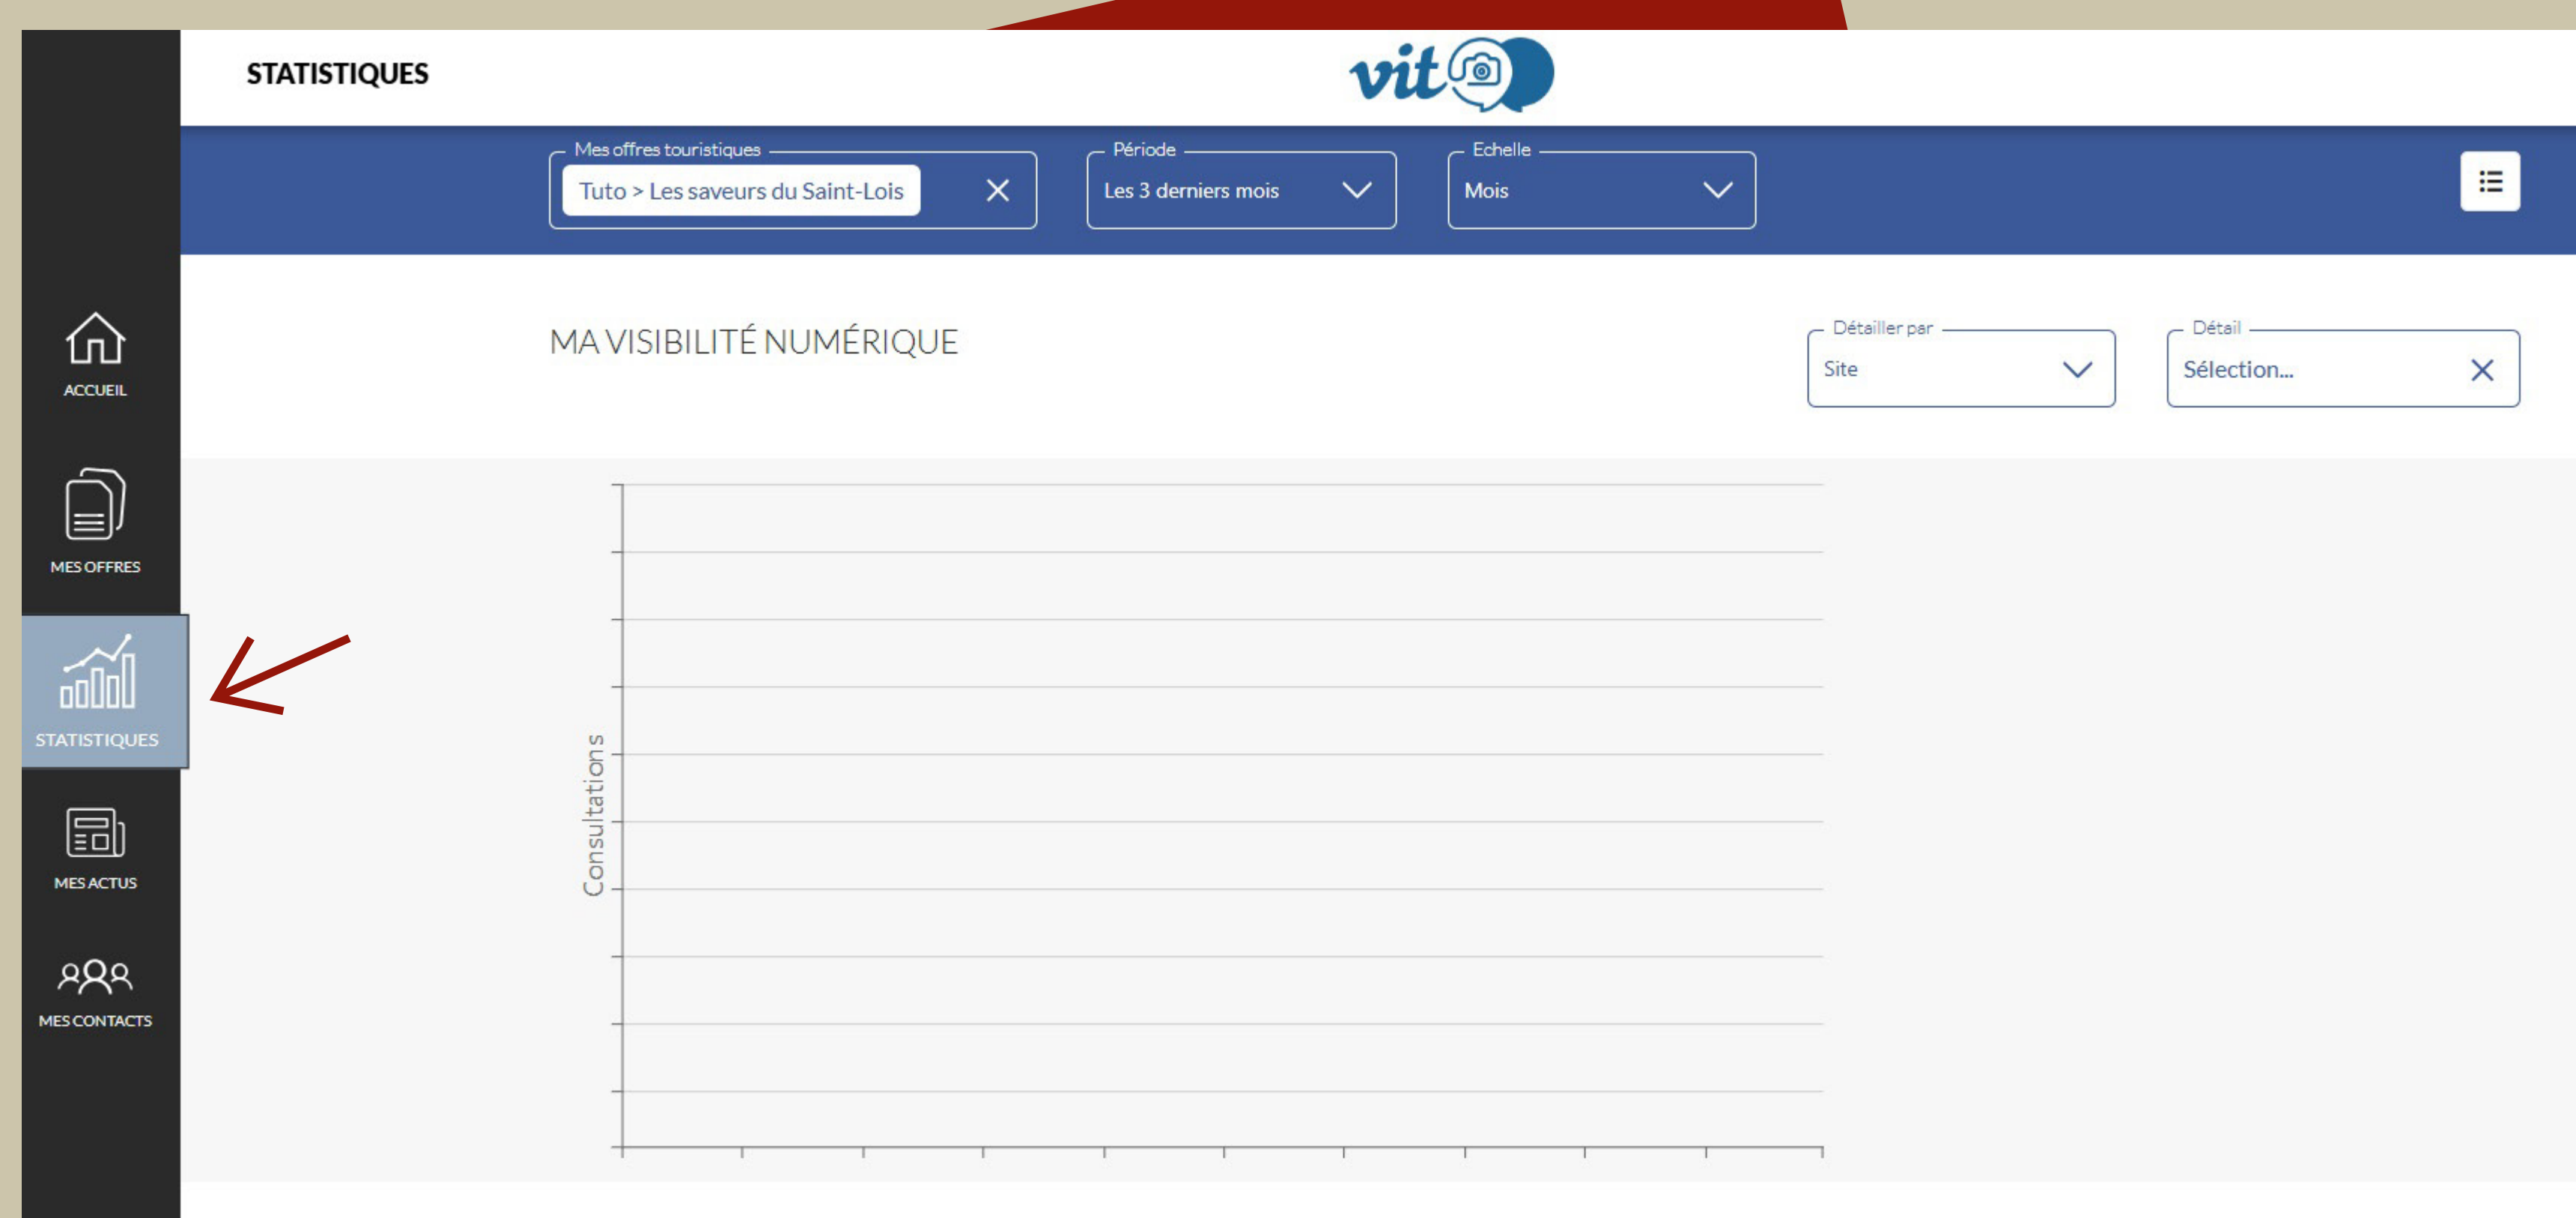 STATISTIQUES
vit
Mes offres touristiques
Tuto > Les saveurs du Saint-Lois
Période
Les 3 derniers mois
Echelle
Mois
MA VISIBILITÉ NUMÉRIQUE
Détailler par
Site
Détail
Sélection...
ACCUEIL
MES OFFRES
STATISTIQUES
MES ACTUS
MES CONTACTS
Consultations